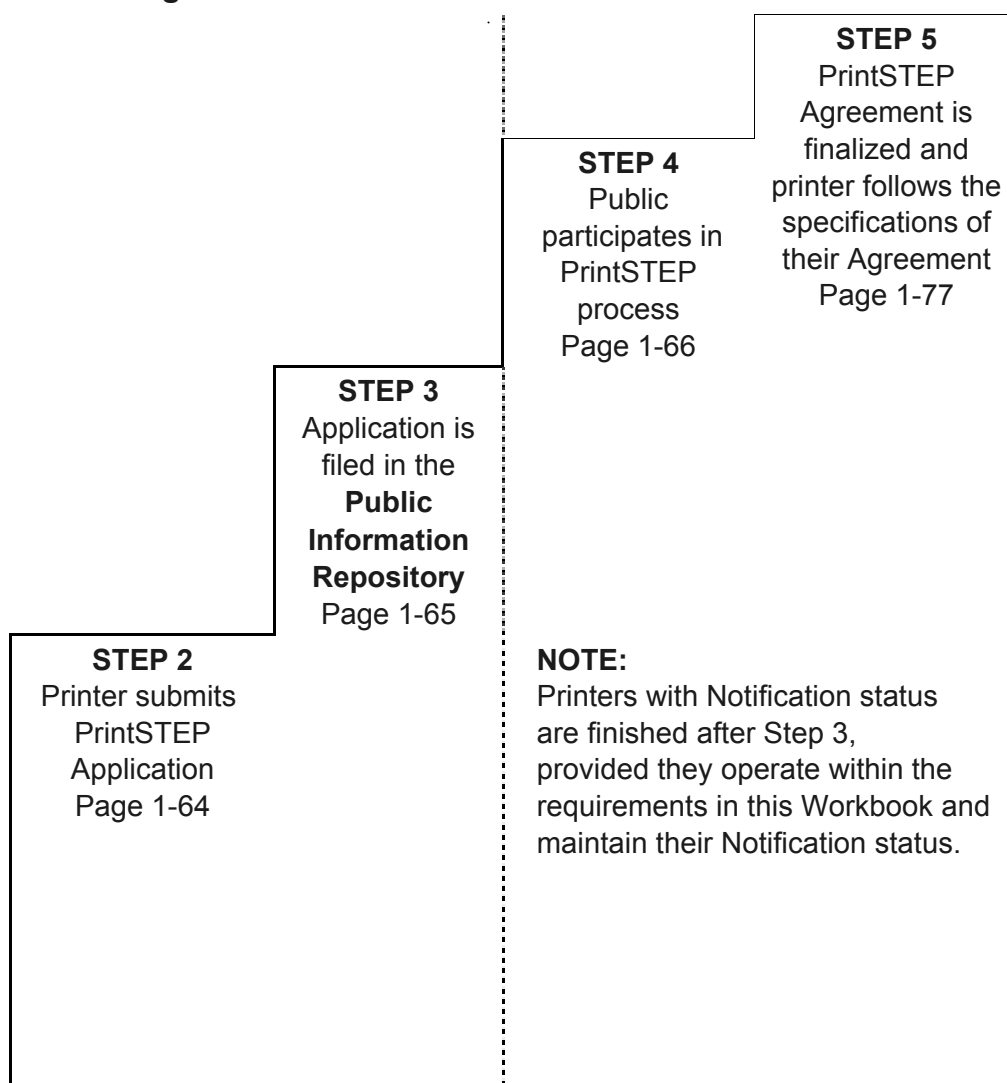 STEP 5
PrintSTEP
Agreement is
finalized and
printer follows the
specifications of
their Agreement
Page 1-77
STEP 4
Public
participates in
PrintSTEP
process
Page 1-66
STEP 3
Application is
filed in the
Public
Information
Repository
Page 1-65
STEP 2
Printer submits
PrintSTEP
Application
Page 1-64
NOTE:
Printers with Notification status
are finished after Step 3,
provided they operate within the
requirements in this Workbook and
maintain their Notification status.